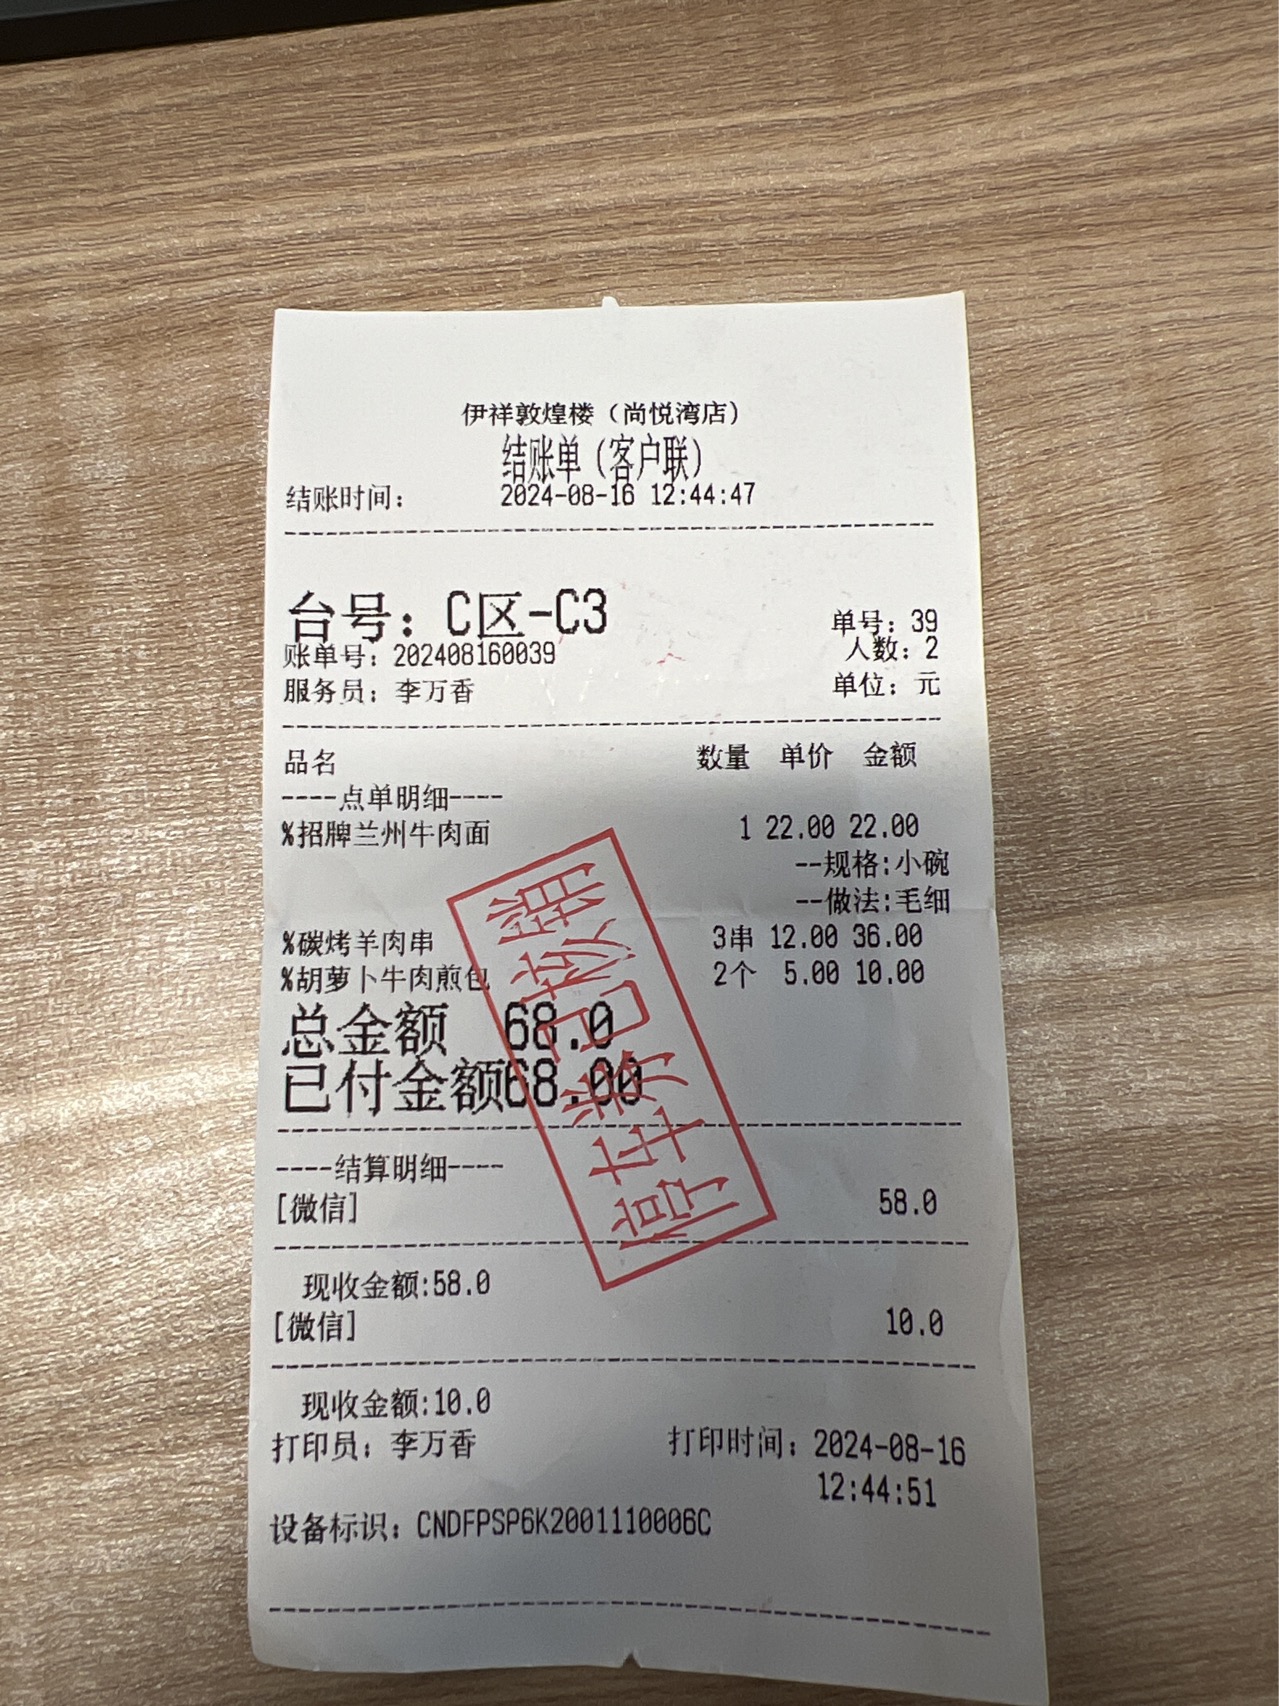 伊祥敦煌楼（尚悦湾店）
结账单（客户联）
结账时间： 2024-08-16 12:44:47
台号：C区-C3
单号：39
账单号：202408160039
人数：2
服务员：李万香
单位：元
品名 数量 单价 金额
----点单明细----
%招牌兰州牛肉面 1 22.00 22.00
--规格:小碗
--做法:毛细
%碳烤羊肉串 3串 12.00 36.00
%胡萝卜牛肉煎包 2个 5.00 10.00
总金额 68.0
已付金额68.00
----结算明细----
[微信] 58.0
现收金额:58.0
[微信] 10.0
现收金额:10.0
打印员：李万香 打印时间：2024-08-16
12:44:51
设备标识：CNDFPSP6K2001110006C
停车券已核销